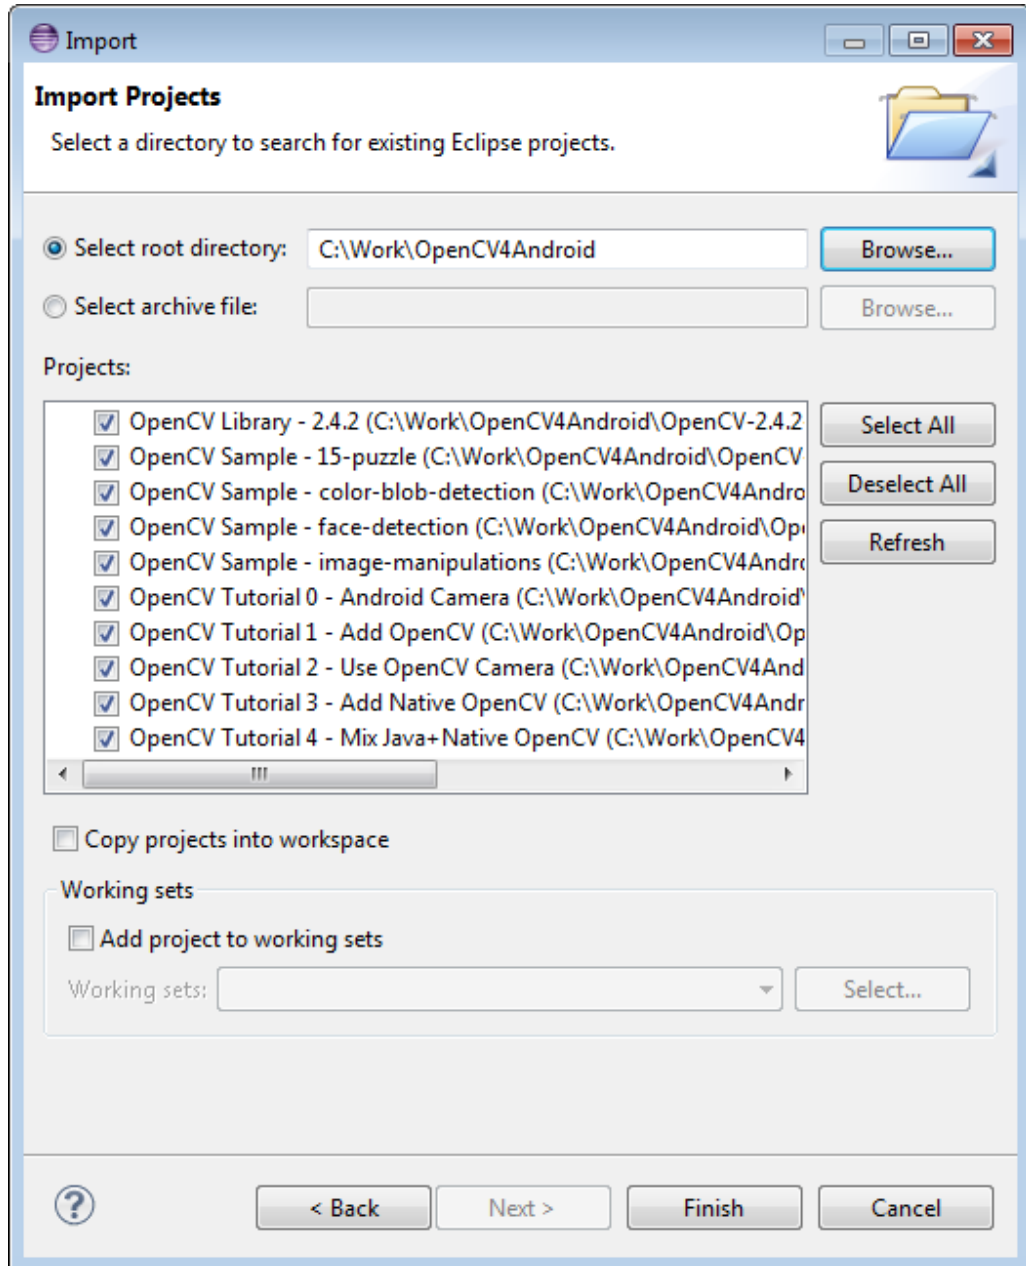 Import
Import Projects
Select a directory to search for existing Eclipse projects.
Select root directory: C:\Work\OpenCV4Android Browse...
Select archive file: Browse...
Projects:
OpenCV Library - 2.4.2 (C:\Work\OpenCV4Android\OpenCV-2.4.2
OpenCV Sample - 15-puzzle (C:\Work\OpenCV4Android\OpenCV
OpenCV Sample - color-blob-detection (C:\Work\OpenCV4Andro
OpenCV Sample - face-detection (C:\Work\OpenCV4Android\Ope
OpenCV Sample - image-manipulations (C:\Work\OpenCV4Andro
OpenCV Tutorial 0 - Android Camera (C:\Work\OpenCV4Android\
OpenCV Tutorial 1 - Add OpenCV (C:\Work\OpenCV4Android\Op
OpenCV Tutorial 2 - Use OpenCV Camera (C:\Work\OpenCV4And
OpenCV Tutorial 3 - Add Native OpenCV (C:\Work\OpenCV4Andr
OpenCV Tutorial 4 - Mix Java+Native OpenCV (C:\Work\OpenCV4
Select All
Deselect All
Refresh
Copy projects into workspace
Working sets
Add project to working sets
Working sets: Select...
? < Back Next > Finish Cancel